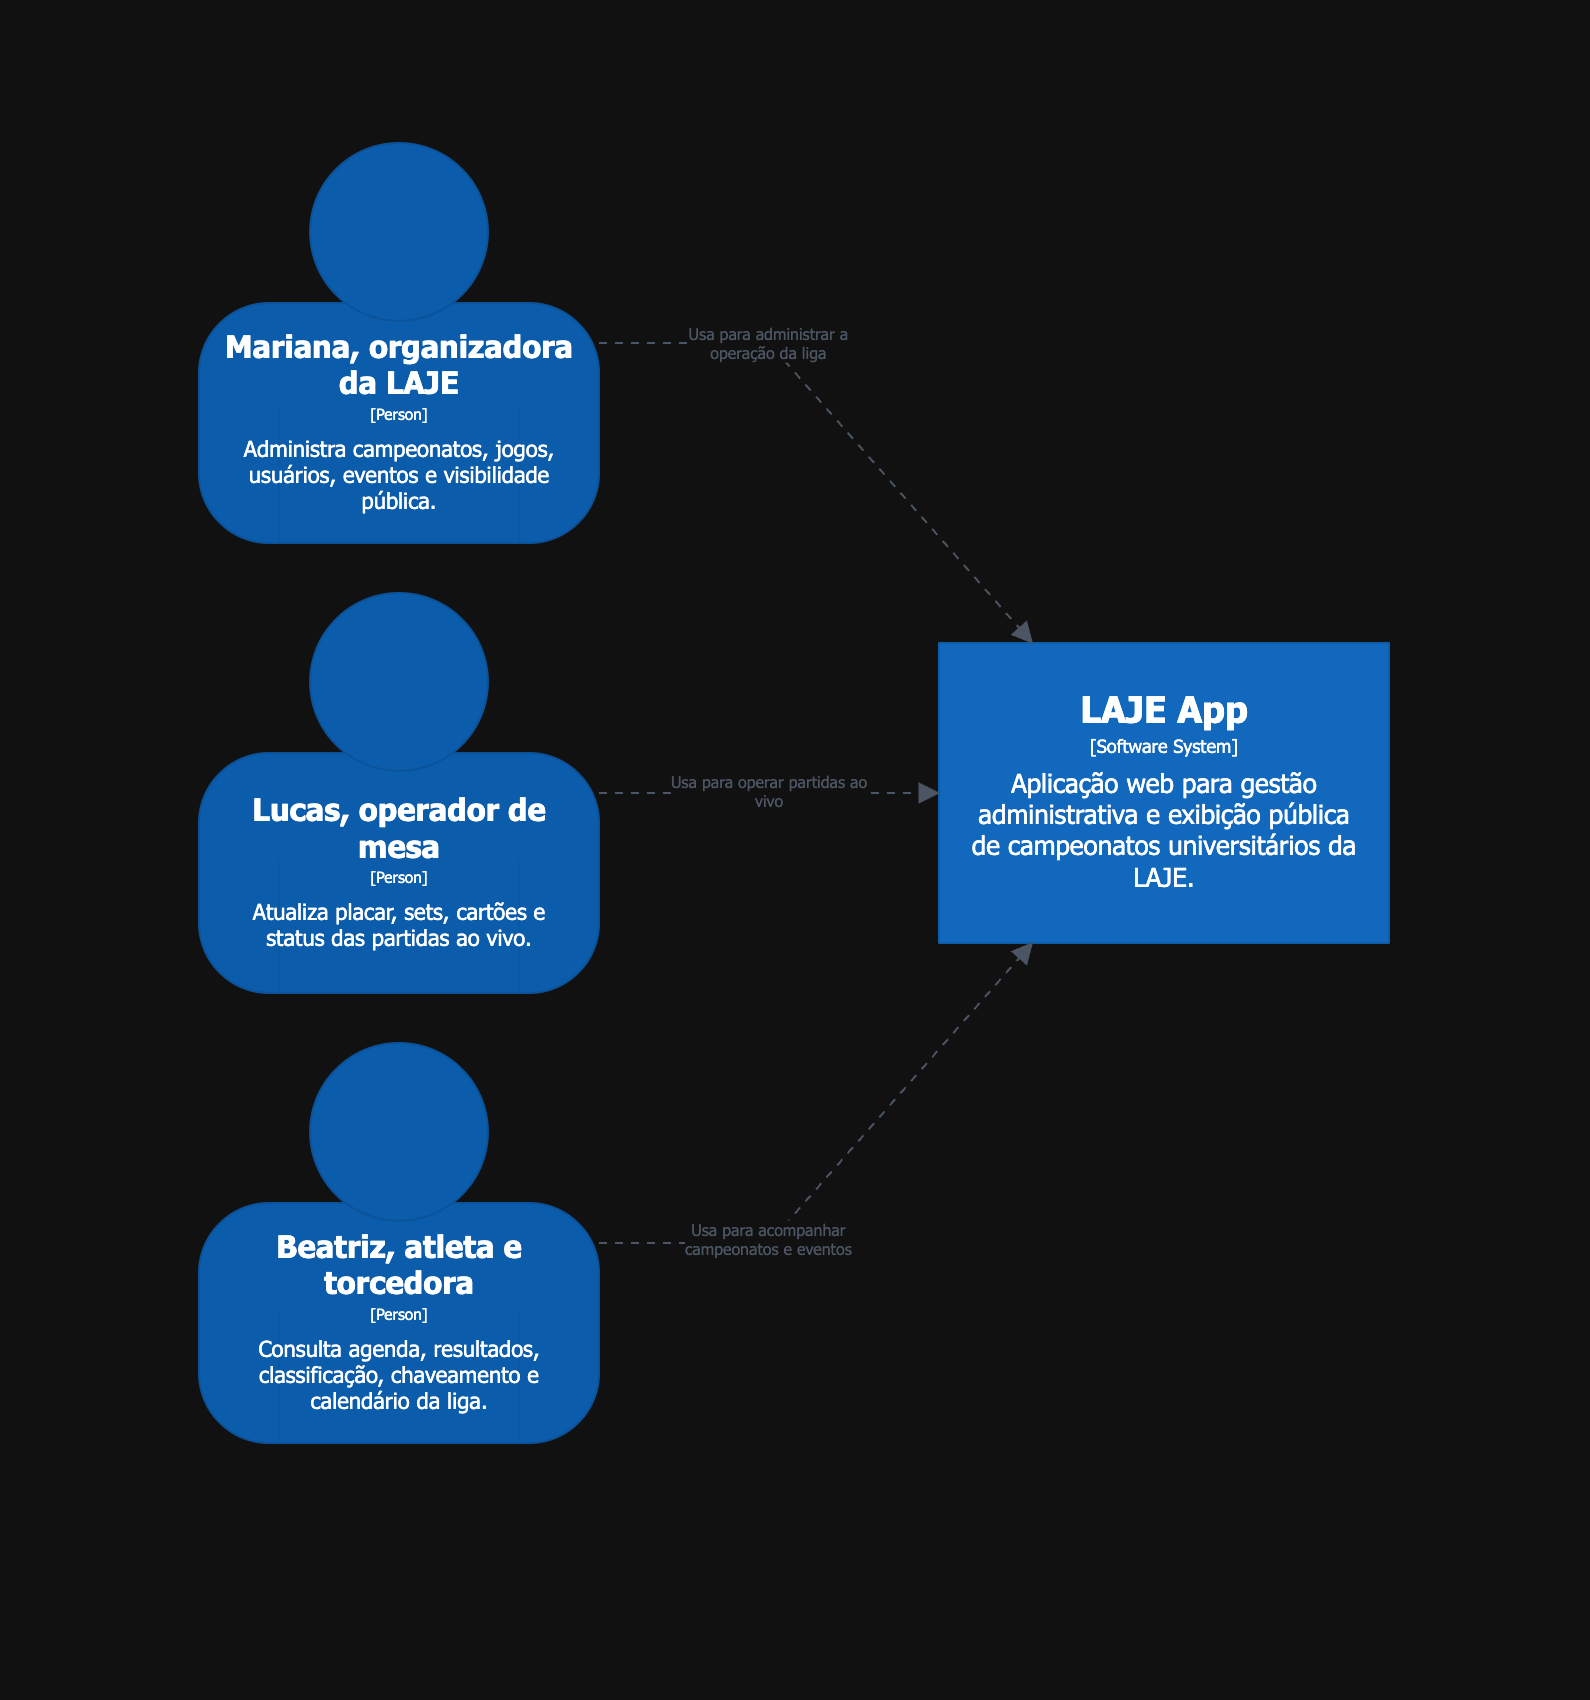 Mariana, organizadora
da LAJE
[Person]
Administra campeonatos, jogos,
usuários, eventos e visibilidade
pública.
Usa para administrar a
operação da liga
Lucas, operador de
mesa
[Person]
Atualiza placar, sets, cartões e
status das partidas ao vivo.
Usa para operar partidas ao
vivo
LAJE App
[Software System]
Aplicação web para gestão
administrativa e exibição pública
de campeonatos universitários da
LAJE.
Beatriz, atleta e
torcedora
[Person]
Consulta agenda, resultados,
classificação, chaveamento e
calendário da liga.
Usa para acompanhar
campeonatos e eventos